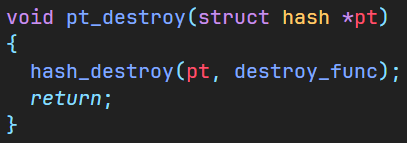 void pt_destroy(struct hash *pt)
{
  hash_destroy(pt, destroy_func);
  return;
}